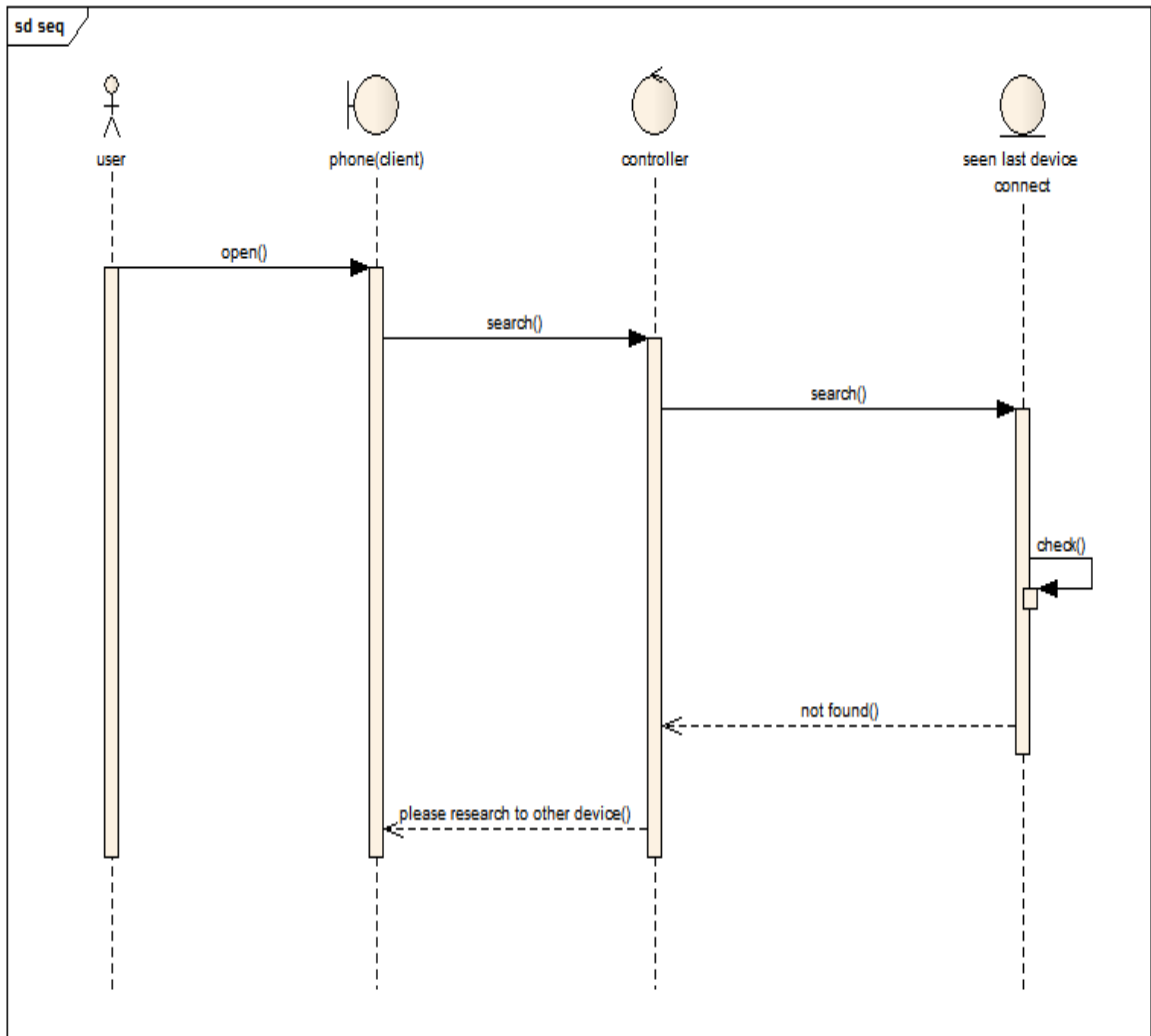 sd seq
user
phone(client)
controller
seen last device
connect
open()
search()
search()
check()
not found()
please research to other device()